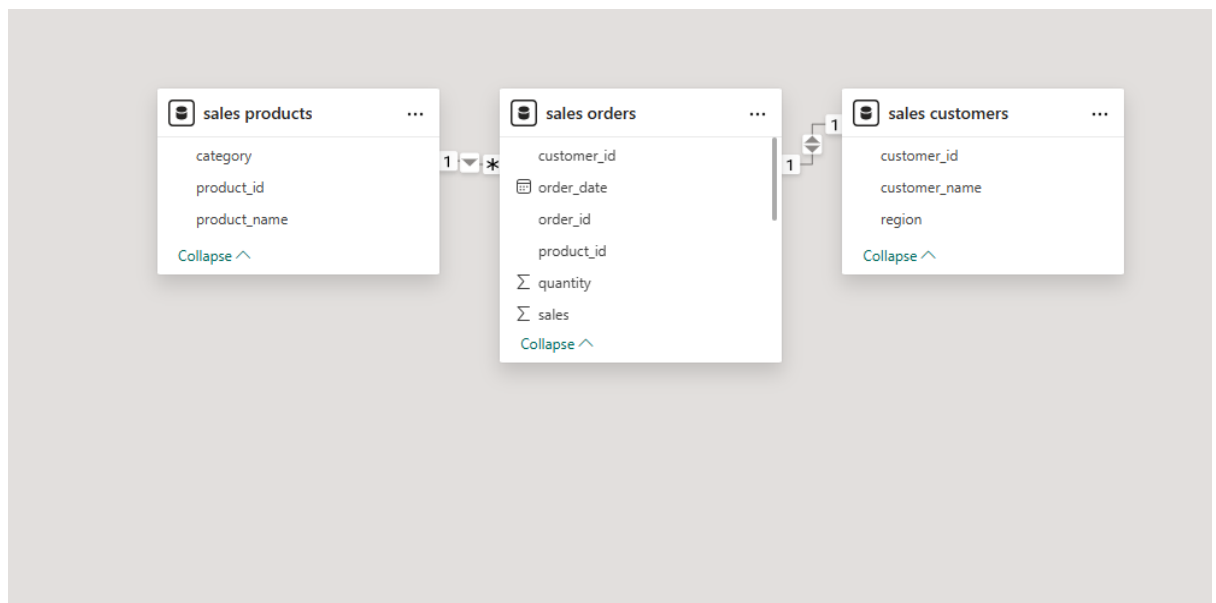 sales products ...
category
product_id
product_name
Collapse
1
*
sales orders ...
customer_id
order_date
order_id
product_id
Σ quantity
Σ sales
Collapse
1
1
sales customers ...
customer_id
customer_name
region
Collapse